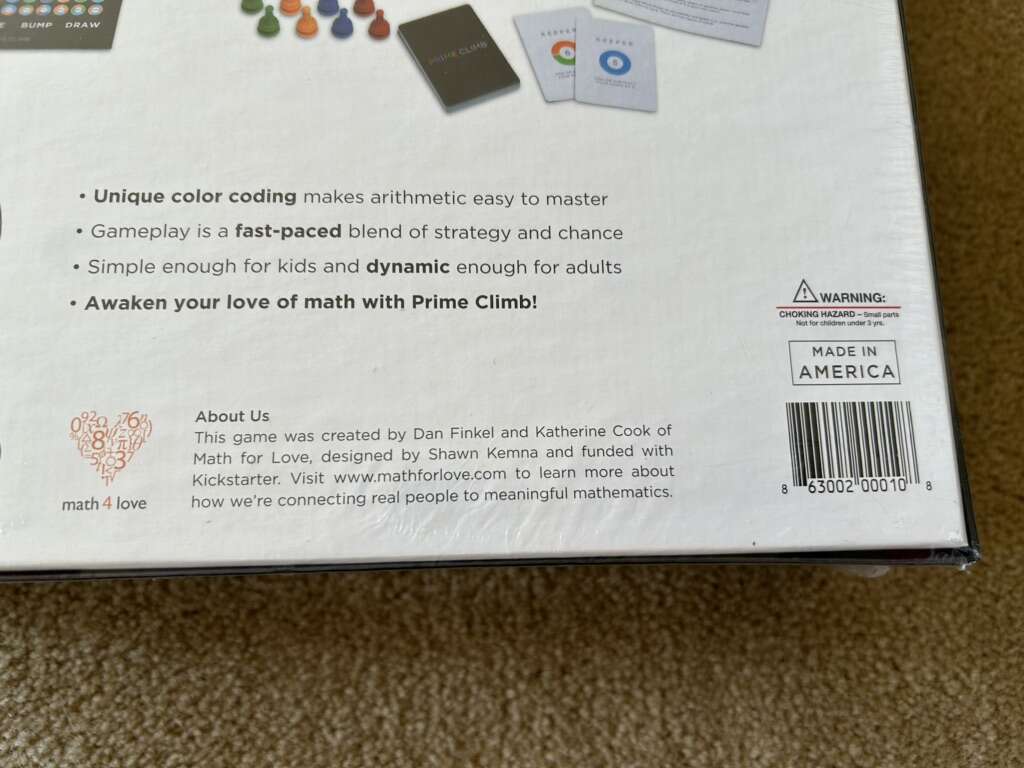 BUMP DRAW
PRIME CLIMB
KEEPER
6
KEEPER
• Unique color coding makes arithmetic easy to master
• Gameplay is a fast-paced blend of strategy and chance
• Simple enough for kids and dynamic enough for adults
• Awaken your love of math with Prime Climb!
WARNING:
CHOKING HAZARD – Small parts
Not for children under 3 yrs.
MADE IN
AMERICA
About Us
This game was created by Dan Finkel and Katherine Cook of
Math for Love, designed by Shawn Kemna and funded with
Kickstarter. Visit www.mathforlove.com to learn more about
how we're connecting real people to meaningful mathematics.
math 4 love
8 63002 00010 8